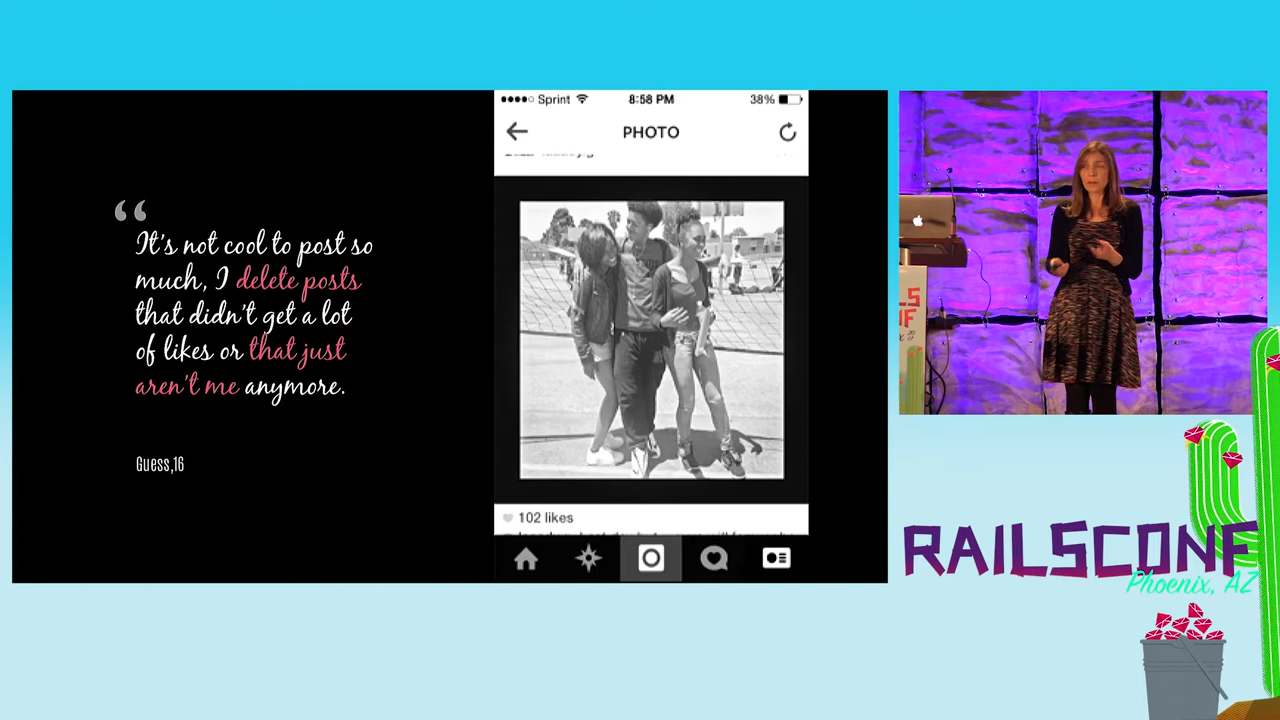 “
It's not cool to post so
much, I delete posts
that didn't get a lot
of likes or that just
aren't me anymore.
Guess,16
Sprint 8:58 PM 38%
PHOTO
102 likes
RAILSCONF
Phoenix, AZ